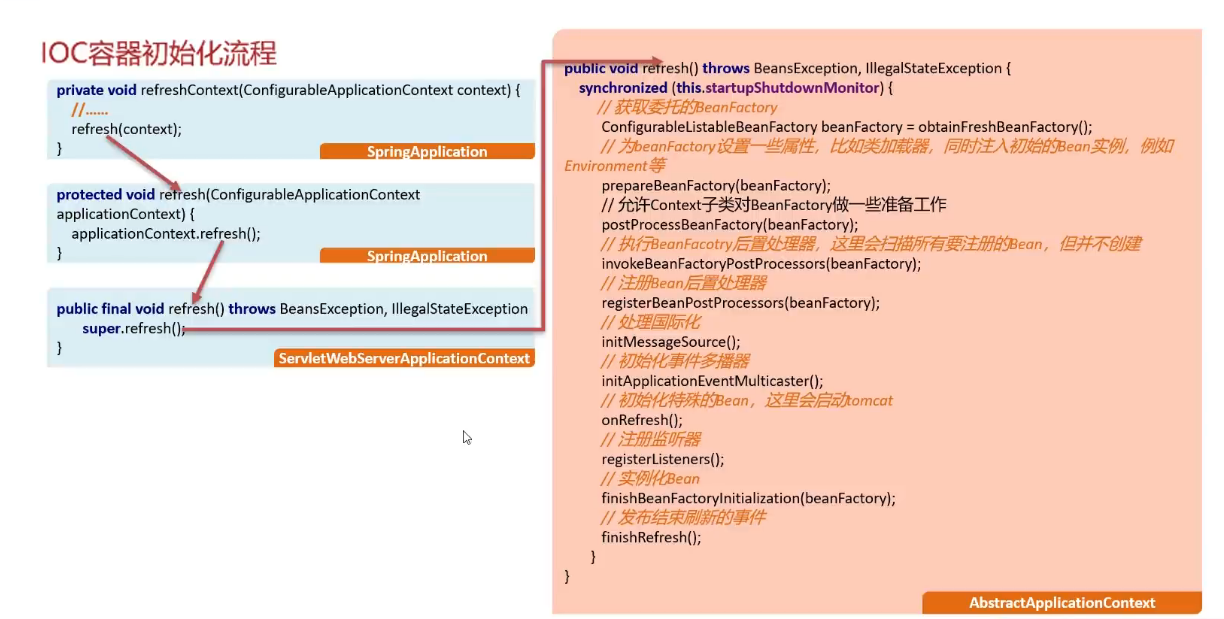 IOC容器初始化流程
private void refreshContext(ConfigurableApplicationContext context) {
//......
refresh(context);
}
SpringApplication
protected void refresh(ConfigurableApplicationContext
applicationContext) {
applicationContext.refresh();
}
SpringApplication
public final void refresh() throws BeansException, IllegalStateException
super.refresh();
}
ServletWebServerApplicationContext
public void refresh() throws BeansException, IllegalStateException {
synchronized (this.startupShutdownMonitor) {
// 获取委托的BeanFactory
ConfigurableListableBeanFactory beanFactory = obtainFreshBeanFactory();
// 为beanFactory设置一些属性，比如类加载器，同时注入初始的Bean实例，例如
Environment等
prepareBeanFactory(beanFactory);
// 允许Context子类对BeanFactory做一些准备工作
postProcessBeanFactory(beanFactory);
// 执行BeanFacotry后置处理器，这里会扫描所有要注册的Bean，但并不创建
invokeBeanFactoryPostProcessors(beanFactory);
// 注册Bean后置处理器
registerBeanPostProcessors(beanFactory);
// 处理国际化
initMessageSource();
// 初始化事件多播器
initApplicationEventMulticaster();
// 初始化特殊的Bean，这里会启动tomcat
onRefresh();
// 注册监听器
registerListeners();
// 实例化Bean
finishBeanFactoryInitialization(beanFactory);
// 发布结束刷新的事件
finishRefresh();
}
}
AbstractApplicationContext